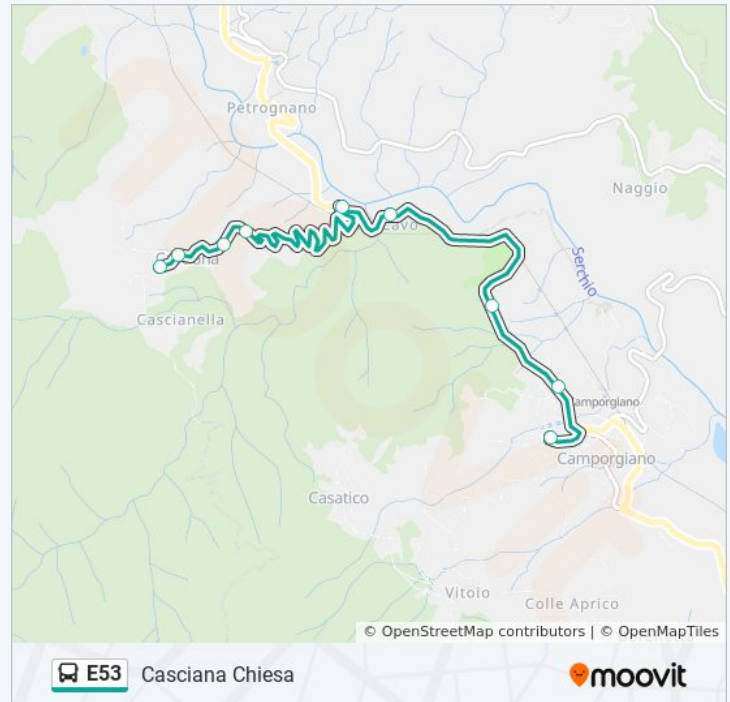 Petrognano
Naggio
Serchio
Cascianella
Camporgiano
Camporgiano
Casatico
Vitoio
Colle Aprico
© OpenStreetMap contributors | © OpenMapTiles
E53
Casciana Chiesa
moovit